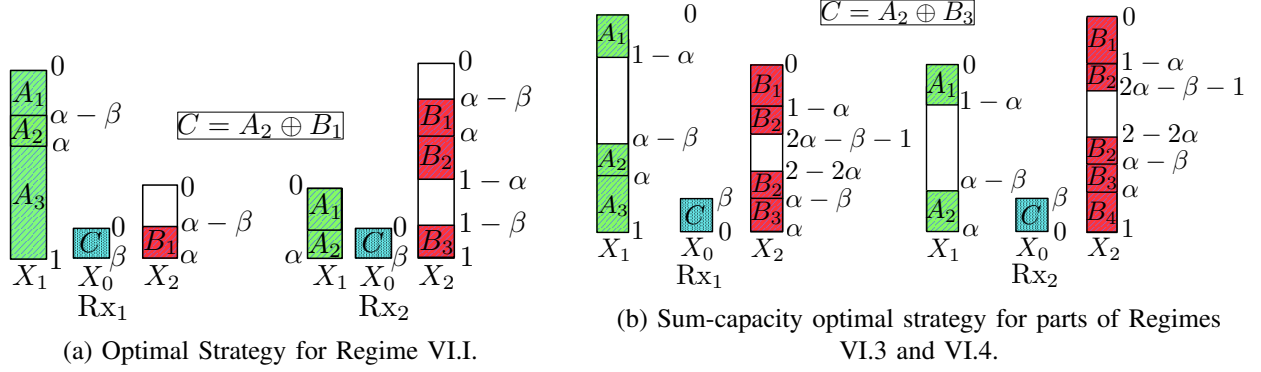 0
A₁
α − β
A₂
α
A₃
1
X₁
0
C
β
X₀
0
α − β
B₁
α
X₂
Rx₁
C = A₂ ⊕ B₁
0
A₁
A₂
α
X₁
0
C
β
X₀
0
α − β
B₁
α
B₂
1 − α
1 − β
B₃
1
X₂
Rx₂
(a) Optimal Strategy for Regime VI.I.
C = A₂ ⊕ B₃
0
A₁
1 − α
α − β
A₂
α
A₃
1
X₁
β
C
0
X₀
0
B₁
1 − α
B₂
2α − β − 1
2 − 2α
B₂
α − β
B₃
α
X₂
Rx₁
0
A₁
1 − α
α − β
A₂
α
X₁
β
C
0
X₀
0
B₁
1 − α
B₂
2α − β − 1
2 − 2α
B₂
α − β
B₃
α
B₄
1
X₂
Rx₂
(b) Sum-capacity optimal strategy for parts of Regimes
VI.3 and VI.4.